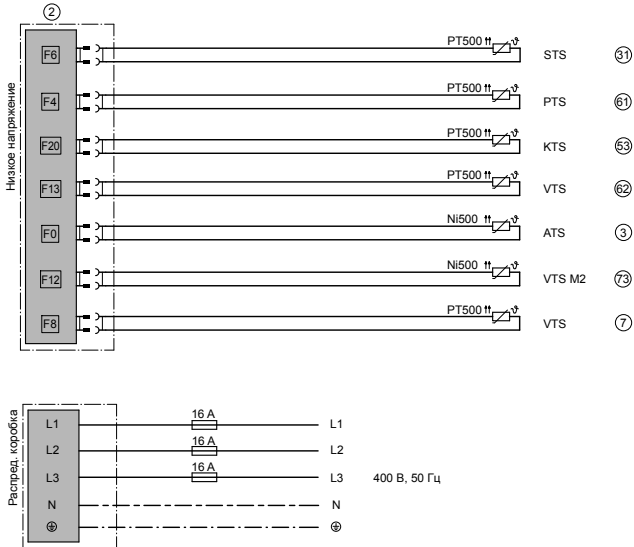 2
Низкое напряжение
F6 PT500 ϑ STS 31
F4 PT500 ϑ PTS 61
F20 PT500 ϑ KTS 53
F13 PT500 ϑ VTS 62
F0 Ni500 ϑ ATS 3
F12 Ni500 ϑ VTS M2 73
F8 PT500 ϑ VTS 7
Распред. коробка
L1 16 A L1
L2 16 A L2
L3 16 A L3 400 В, 50 Гц
N N